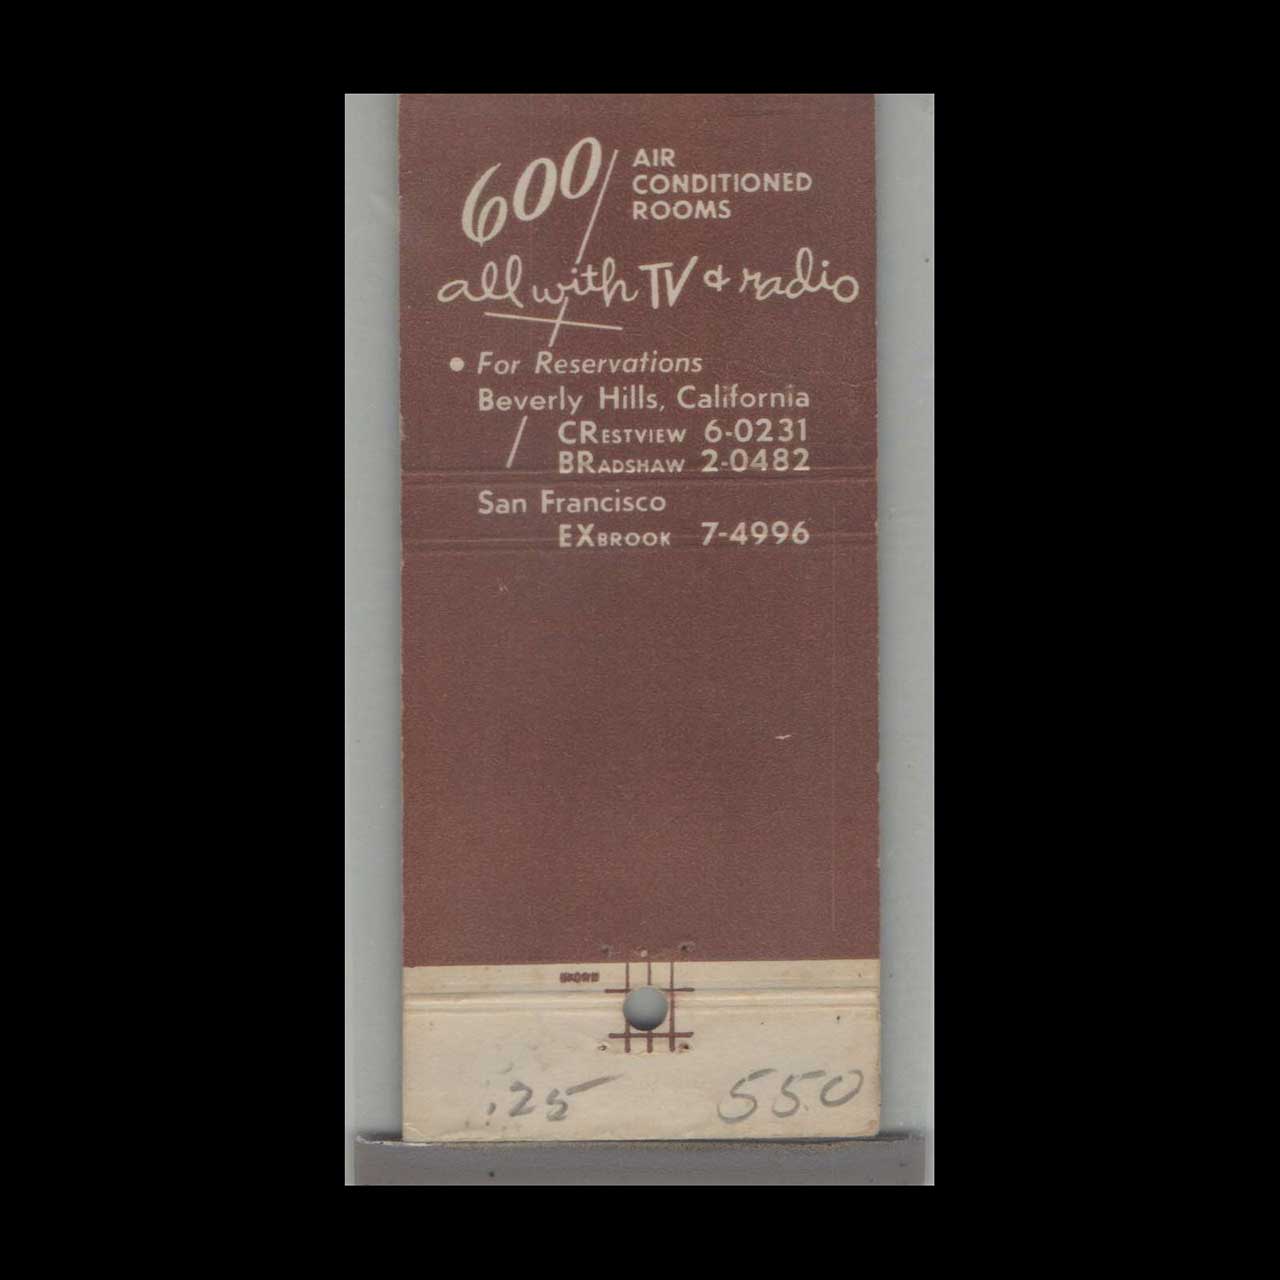 600 AIR
CONDITIONED
ROOMS
all with TV & radio
• For Reservations
Beverly Hills, California
CRESTVIEW 6-0231
BRADSHAW 2-0482
San Francisco
EXBROOK 7-4996
.25 550